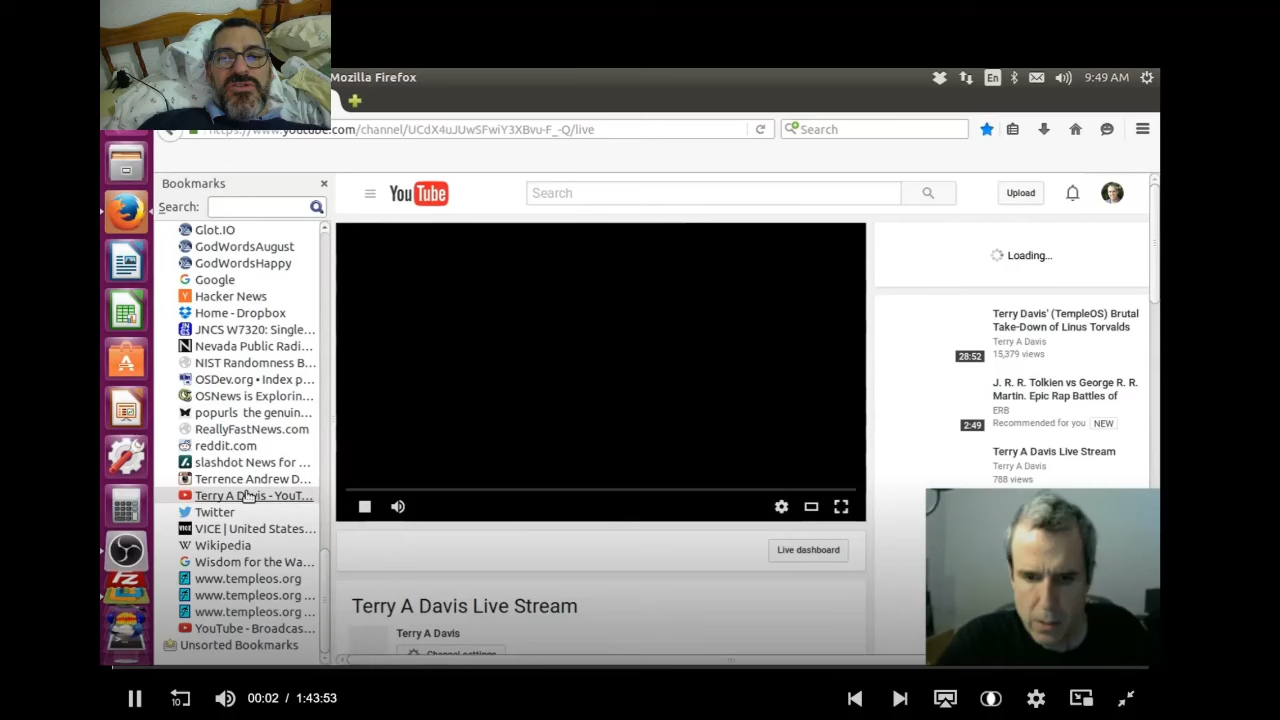 Mozilla Firefox
En
9:49 AM
https://www.youtube.com/channel/UCdX4uJUwSFwiY3XBvu-F_-Q/live
Search
Bookmarks
Search:
YouTube
Search
Upload
Glot.IO
GodWordsAugust
GodWordsHappy
Google
Hacker News
Home - Dropbox
JNCS W7320: Single...
Nevada Public Radi...
NIST Randomness B...
OSDev.org • Index p...
OSNews is Explorin...
popurls the genuin...
ReallyFastNews.com
reddit.com
slashdot News for ...
Terrence Andrew D...
Terry A Davis - YouT...
Twitter
VICE | United States...
Wikipedia
Wisdom for the Wa...
www.templeos.org
www.templeos.org ...
www.templeos.org ...
YouTube - Broadcas...
Unsorted Bookmarks
Loading...
Terry Davis' (TempleOS) Brutal
Take-Down of Linus Torvalds
Terry A Davis
15,379 views
28:52
J. R. R. Tolkien vs George R. R.
Martin. Epic Rap Battles of
ERB
Recommended for you NEW
2:49
Terry A Davis Live Stream
Terry A Davis
788 views
Live dashboard
Terry A Davis Live Stream
Terry A Davis
Channel settings
10
00:02 / 1:43:53